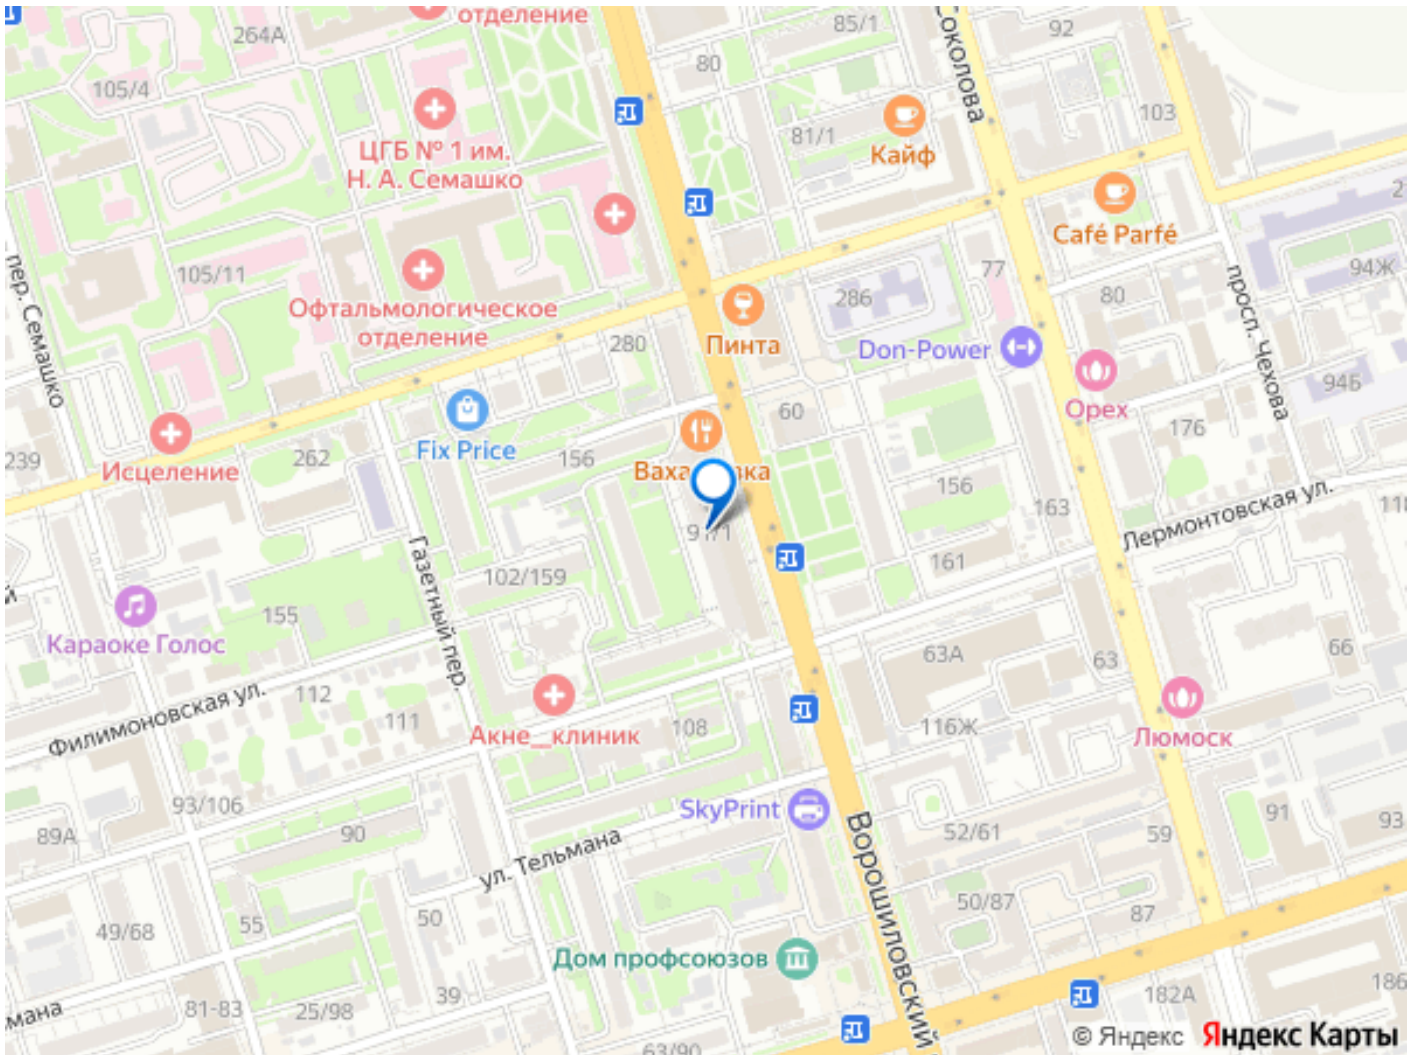 отделение
264А
85/1
92
Соколова
80
105/4
103
81/1
Кайф
ЦГБ № 1 им.
Н. А. Семашко
Café Parfé
пер. Семашко
105/11
77
94Ж
просп. Чехова
286
80
Офтальмологическое
отделение
280
Пинта
Don-Power
94Б
60
Орех
Fix Price
176
239
Исцеление
262
156
156
163
Лермонтовская ул.
Газетный пер.
102/159
161
155
Караоке Голос
63А
63
66
Филимоновская ул.
112
111
Акне__клиник
108
116Ж
Люмоск
93/106
SkyPrint
91
93
89А
90
ул. Тельмана
Ворошиловский
52/61
59
49/68
55
50
50/87
87
Дом профсоюзов
81-83
25/98
39
182А
186
63/90
© Яндекс Яндекс Карты